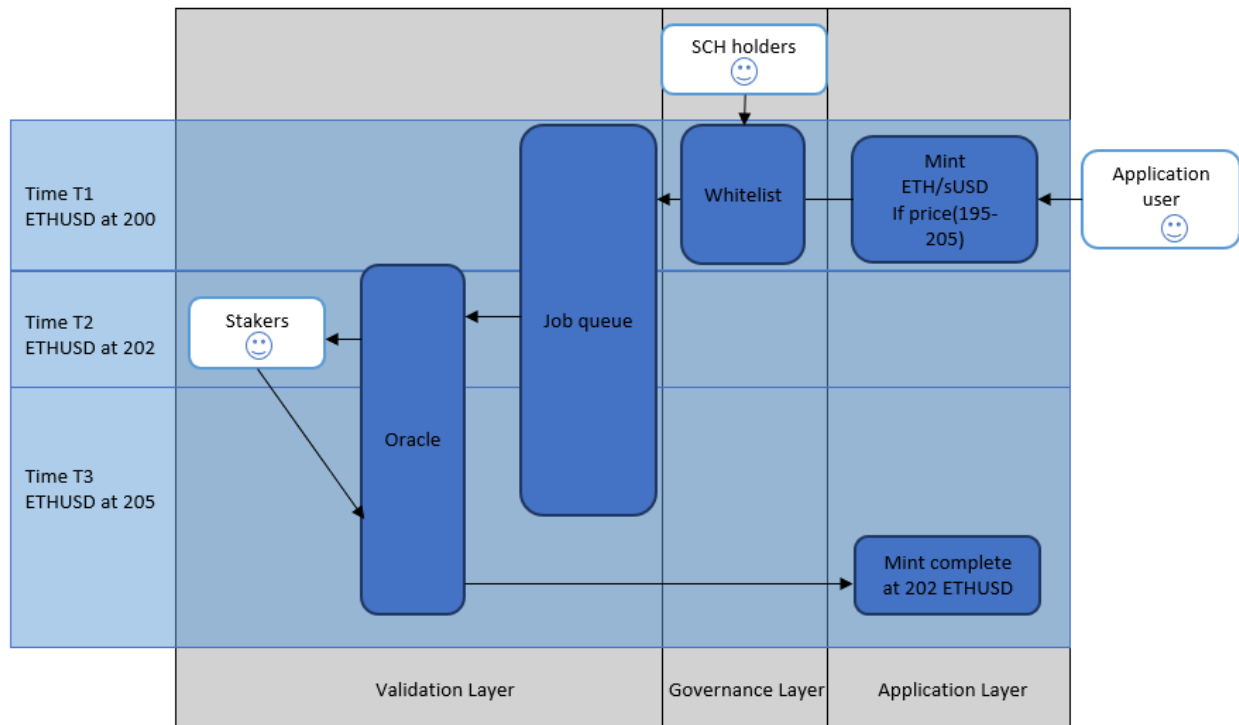 SCH holders
Time T1
ETHUSD at 200
Whitelist
Mint
ETH/sUSD
If price(195-
205)
Application
user
Time T2
ETHUSD at 202
Stakers
Job queue
Oracle
Time T3
ETHUSD at 205
Mint complete
at 202 ETHUSD
Validation Layer
Governance Layer
Application Layer